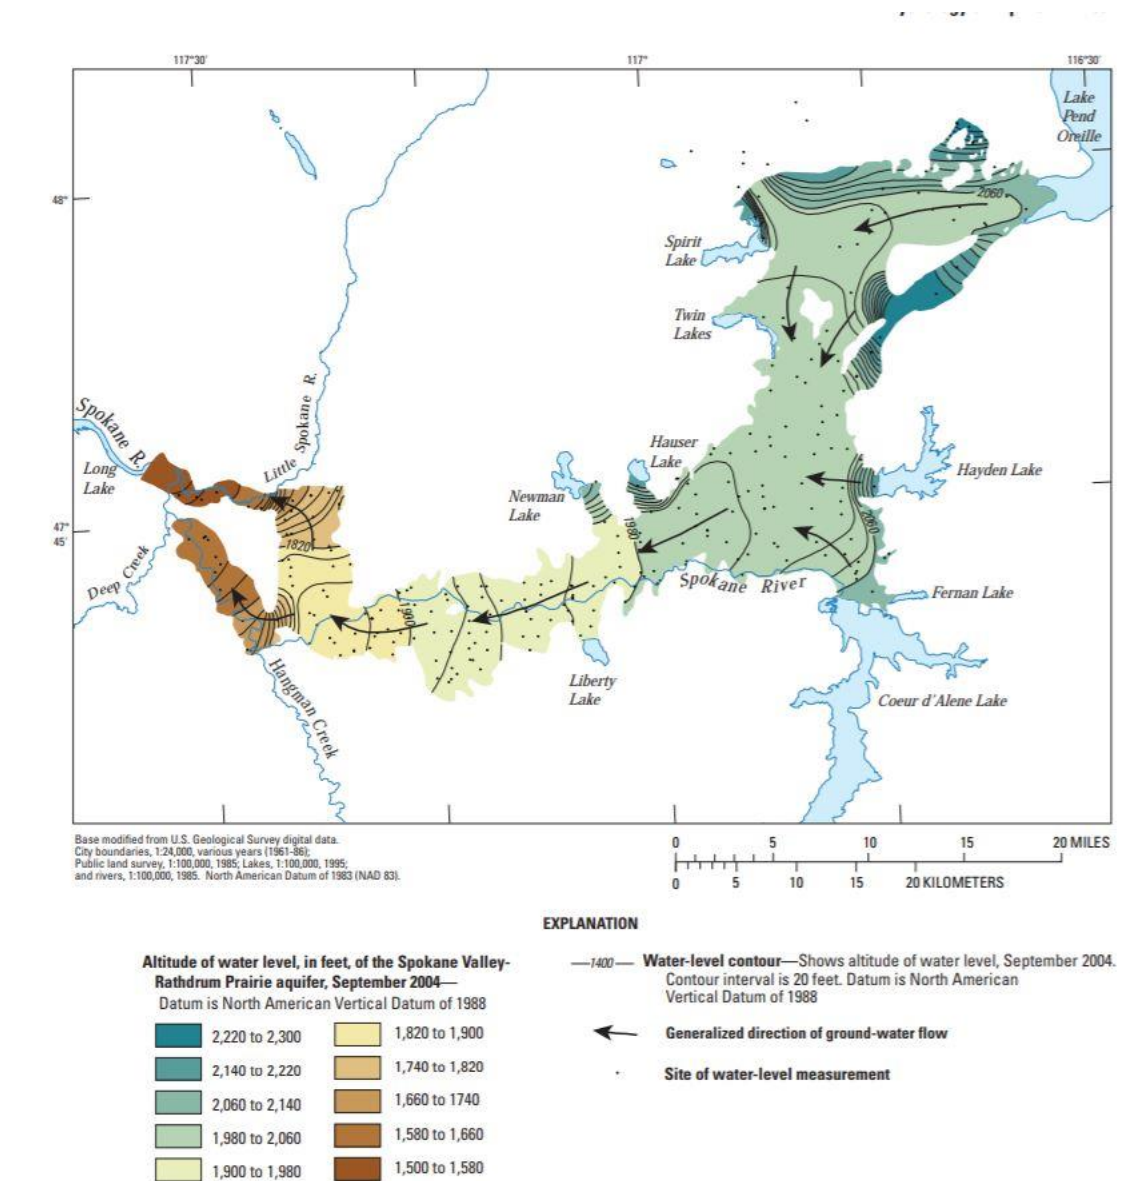 117°30'
117°
116°30'
Lake
Pend
Oreille
48°
2060
Spirit
Lake
Twin
Lakes
Spokane R.
Little Spokane R.
Long
Lake
Hauser
Lake
Hayden Lake
Newman
Lake
1980
2060
47°
45'
1820
Deep Creek
Spokane River
Fernan Lake
1900
Hangman Creek
Liberty
Lake
Coeur d'Alene Lake
Base modified from U.S. Geological Survey digital data.
City boundaries, 1:24,000, various years (1961-86);
Public land survey, 1:100,000, 1985; Lakes, 1:100,000, 1995;
and rivers, 1:100,000, 1985. North American Datum of 1983 (NAD 83).
0 5 10 15 20 MILES
0 5 10 15 20 KILOMETERS
EXPLANATION
Altitude of water level, in feet, of the Spokane Valley-
Rathdrum Prairie aquifer, September 2004—
Datum is North American Vertical Datum of 1988
2,220 to 2,300
2,140 to 2,220
2,060 to 2,140
1,980 to 2,060
1,900 to 1,980
1,820 to 1,900
1,740 to 1,820
1,660 to 1740
1,580 to 1,660
1,500 to 1,580
—1400— Water-level contour—Shows altitude of water level, September 2004.
Contour interval is 20 feet. Datum is North American
Vertical Datum of 1988
Generalized direction of ground-water flow
Site of water-level measurement